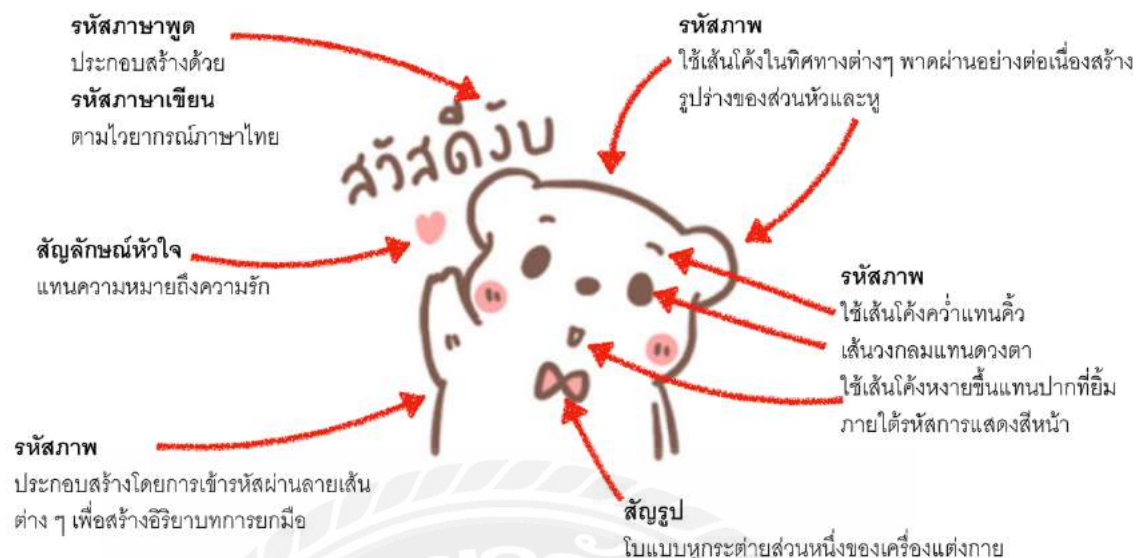 รหัสภาษาพูด
ประกอบสร้างด้วย
รหัสภาษาเขียน
ตามไวยากรณ์ภาษาไทย
รหัสภาพ
ใช้เส้นโค้งในทิศทางต่างๆ พาดผ่านอย่างต่อเนื่องสร้าง
รูปร่างของส่วนหัวและหู
สวัสดีงับ
สัญลักษณ์หัวใจ
แทนความหมายถึงความรัก
รหัสภาพ
ใช้เส้นโค้งคว่ำแทนคิ้ว
เส้นวงกลมแทนดวงตา
ใช้เส้นโค้งหงายขึ้นแทนปากที่ยิ้ม
ภายใต้รหัสการแสดงสีหน้า
รหัสภาพ
ประกอบสร้างโดยการเข้ารหัสผ่านลายเส้น
ต่าง ๆ เพื่อสร้างอิริยาบทการยกมือ
สัญรูป
โบแบบหูกระต่ายส่วนหนึ่งของเครื่องแต่งกาย